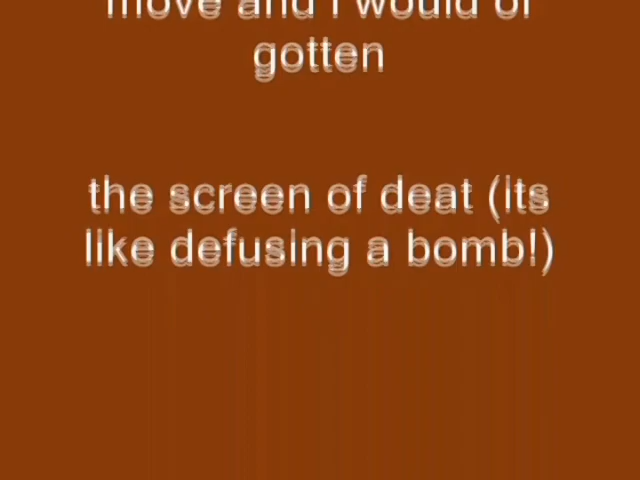 move and i would of
gotten
the screen of deat (its
like defusing a bomb!)